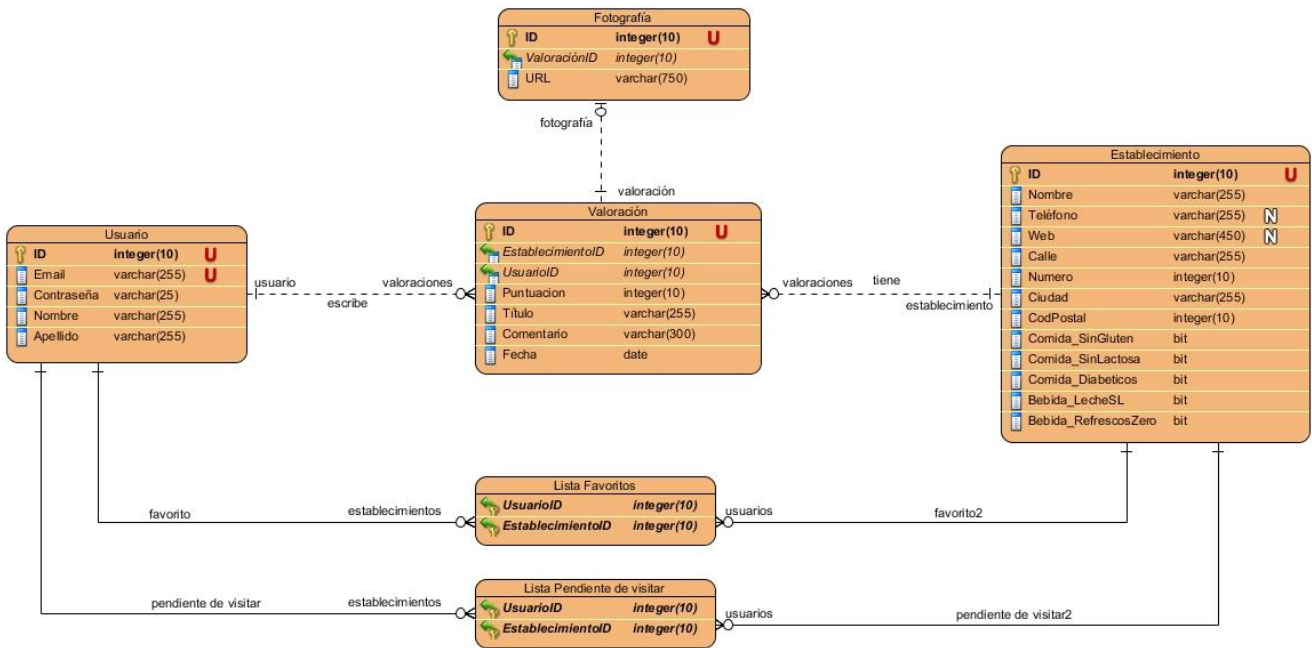 Fotografía
ID integer(10) U
ValoraciónID integer(10)
URL varchar(750)
fotografía
valoración
Establecimiento
ID integer(10) U
Nombre varchar(255)
Teléfono varchar(255) N
Web varchar(450) N
Calle varchar(255)
Numero integer(10)
Ciudad varchar(255)
CodPostal integer(10)
Comida_SinGluten bit
Comida_SinLactosa bit
Comida_Diabeticos bit
Bebida_LecheSL bit
Bebida_RefrescosZero bit
Valoración
ID integer(10) U
EstablecimientoID integer(10)
UsuarioID integer(10)
Puntuacion integer(10)
Título varchar(255)
Comentario varchar(300)
Fecha date
Usuario
ID integer(10) U
Email varchar(255) U
Contraseña varchar(25)
Nombre varchar(255)
Apellido varchar(255)
usuario
valoraciones
escribe
valoraciones
tiene
establecimiento
Lista Favoritos
UsuarioID integer(10)
EstablecimientoID integer(10)
favorito
establecimientos
usuarios
favorito2
Lista Pendiente de visitar
UsuarioID integer(10)
EstablecimientoID integer(10)
pendiente de visitar
establecimientos
usuarios
pendiente de visitar2